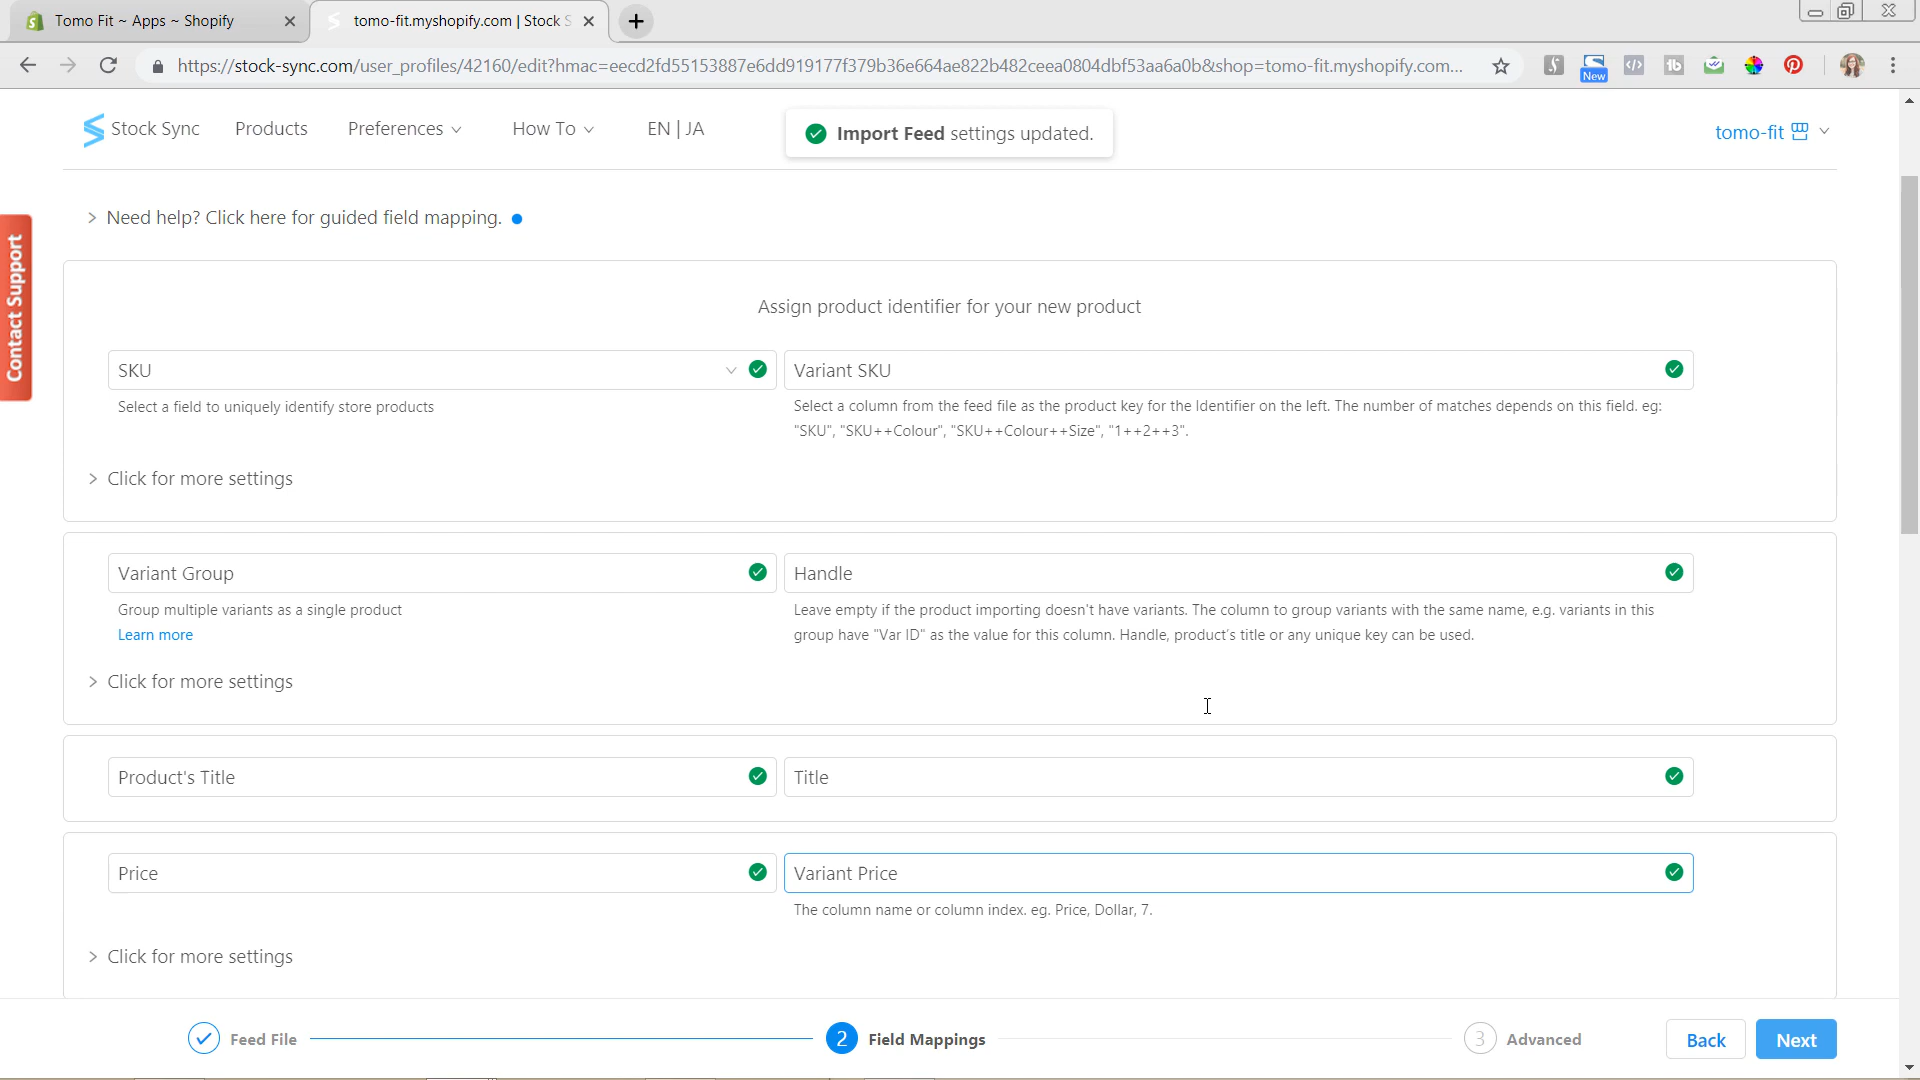 Tomo Fit ~ Apps ~ Shopify
tomo-fit.myshopify.com | Stock S
https://stock-sync.com/user_profiles/42160/edit?hmac=eecd2fd55153887e6dd919177f379b36e664ae822b482ceea0804dbf53aa6a0b&shop=tomo-fit.myshopify.com...
New
Stock Sync
Products
Preferences
How To
EN | JA
Import Feed settings updated.
tomo-fit
Contact Support
Need help? Click here for guided field mapping.
Assign product identifier for your new product
SKU
Variant SKU
Select a field to uniquely identify store products
Select a column from the feed file as the product key for the Identifier on the left. The number of matches depends on this field. eg:
"SKU", "SKU++Colour", "SKU++Colour++Size", "1++2++3".
Click for more settings
Variant Group
Handle
Group multiple variants as a single product
Learn more
Leave empty if the product importing doesn't have variants. The column to group variants with the same name, e.g. variants in this
group have "Var ID" as the value for this column. Handle, product's title or any unique key can be used.
Click for more settings
Product's Title
Title
Price
Variant Price
The column name or column index. eg. Price, Dollar, 7.
Click for more settings
Feed File
2 Field Mappings
3 Advanced
Back
Next